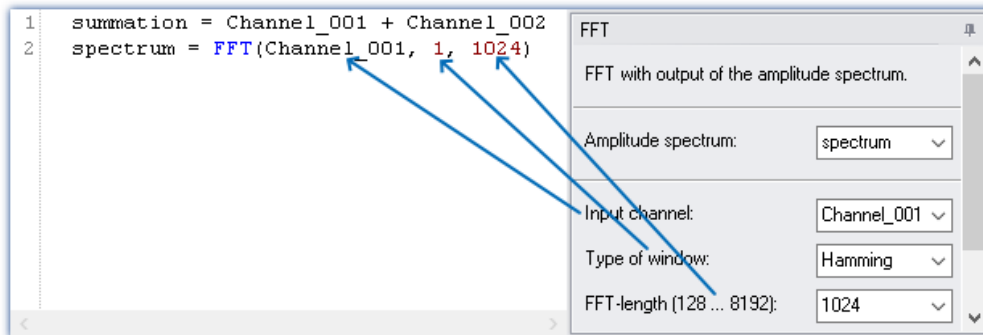 1 summation = Channel_001 + Channel_002
2 spectrum = FFT(Channel_001, 1, 1024)
FFT
FFT with output of the amplitude spectrum.
Amplitude spectrum: spectrum
Input channel: Channel_001
Type of window: Hamming
FFT-length (128 ... 8192): 1024